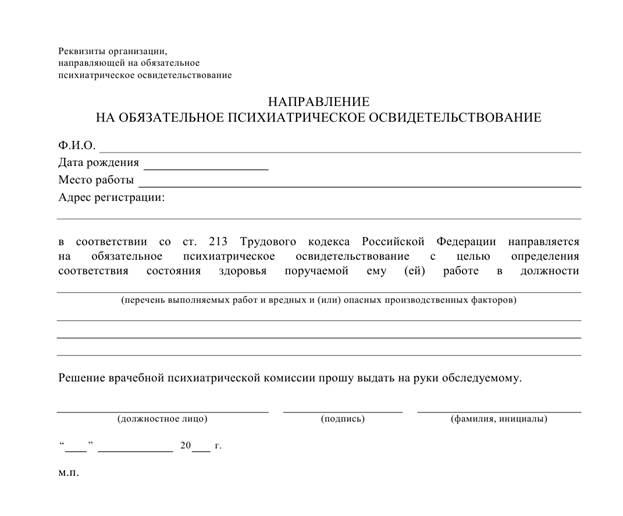 Реквизиты организации,
направляющей на обязательное
психиатрическое освидетельствование
НАПРАВЛЕНИЕ
НА ОБЯЗАТЕЛЬНОЕ ПСИХИАТРИЧЕСКОЕ ОСВИДЕТЕЛЬСТВОВАНИЕ
Ф.И.О.
Дата рождения
Место работы
Адрес регистрации:
в соответствии со ст. 213 Трудового кодекса Российской Федерации направляется
на обязательное психиатрическое освидетельствование с целью определения
соответствия состояния здоровья поручаемой ему (ей) работе в должности
(перечень выполняемых работ и вредных и (или) опасных производственных факторов)
Решение врачебной психиатрической комиссии прошу выдать на руки обследуемому.
(должностное лицо) (подпись) (фамилия, инициалы)
“____” ______________ 20___ г.
м.п.